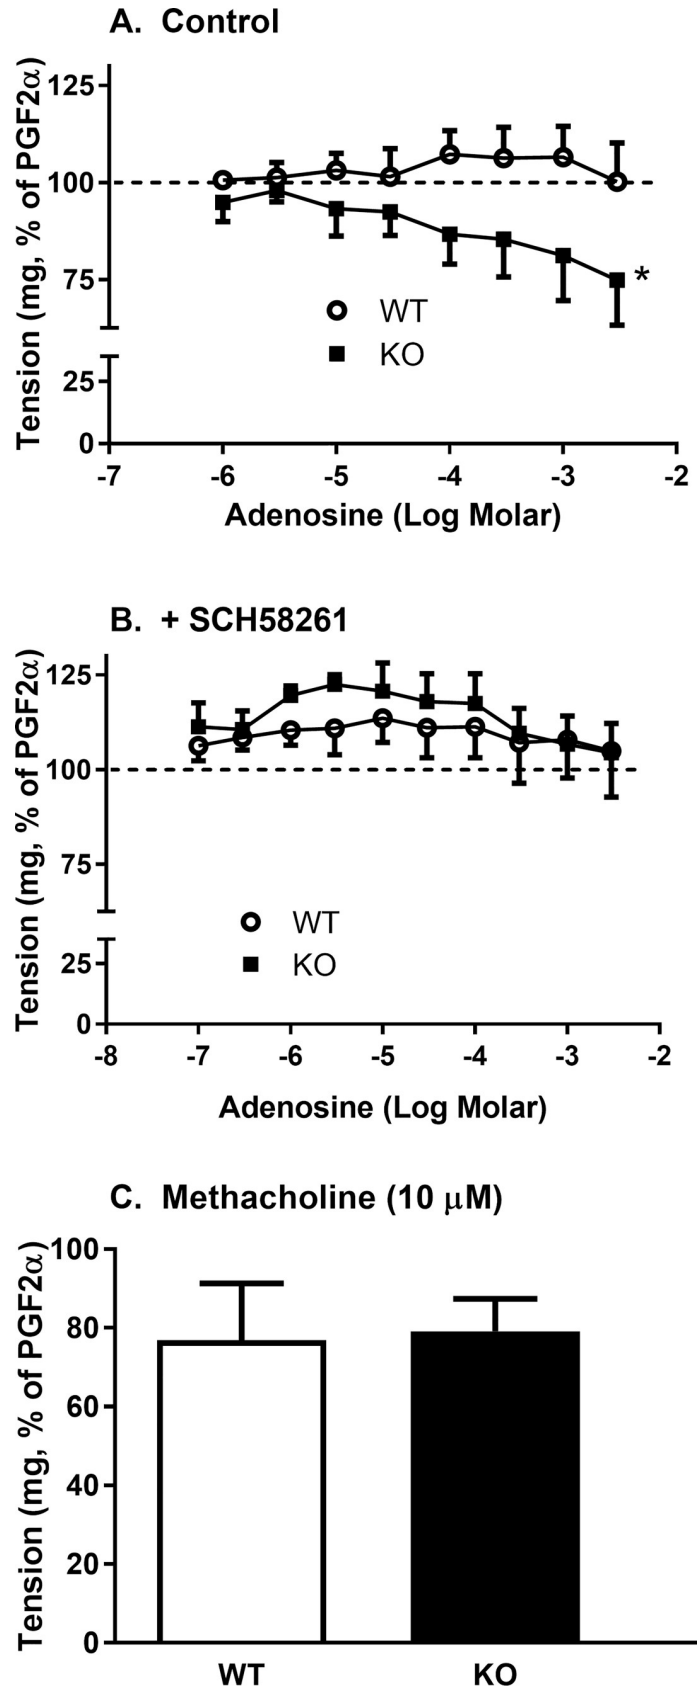 A. Control
Tension (mg, % of PGF2α)
125
100
75
25
0
*
WT
KO
-7 -6 -5 -4 -3 -2
Adenosine (Log Molar)
B. + SCH58261
Tension (mg, % of PGF2α)
125
100
75
25
0
WT
KO
-8 -7 -6 -5 -4 -3 -2
Adenosine (Log Molar)
C. Methacholine (10 μM)
Tension (mg, % of PGF2α)
100
80
60
40
20
0
WT KO